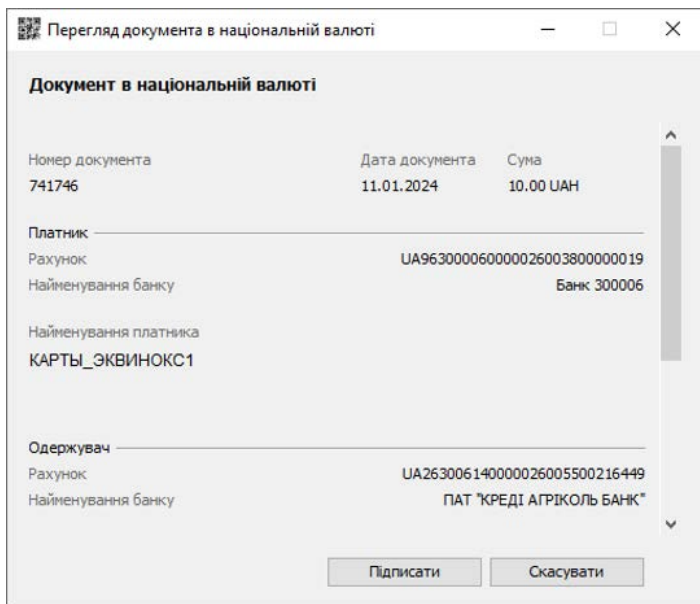 Перегляд документа в національній валюті
Документ в національній валюті
Номер документа Дата документа Сума
741746 11.01.2024 10.00 UAH
Платник
Рахунок UA963000060000026003800000019
Найменування банку Банк 300006
Найменування платника
КАРТЫ_ЭКВИНОКС1
Одержувач
Рахунок UA263006140000026005500216449
Найменування банку ПАТ "КРЕДІ АГРІКОЛЬ БАНК"
Підписати Скасувати